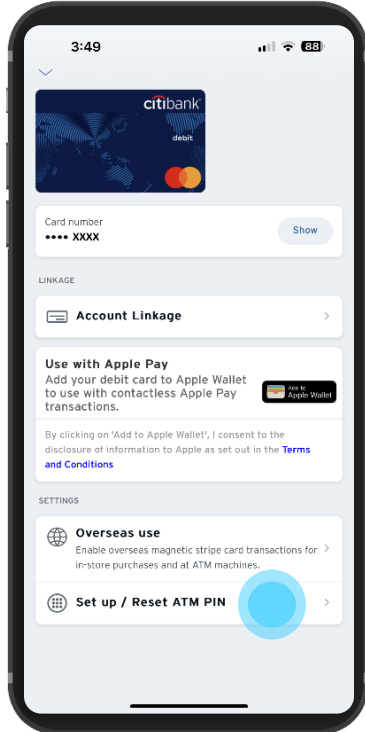 3:49
88
citibank
debit
Card number
•••• XXXX
Show
LINKAGE
Account Linkage
Use with Apple Pay
Add your debit card to Apple Wallet
to use with contactless Apple Pay
transactions.
Add to
Apple Wallet
By clicking on 'Add to Apple Wallet', I consent to the
disclosure of information to Apple as set out in the Terms
and Conditions
SETTINGS
Overseas use
Enable overseas magnetic stripe card transactions for
in-store purchases and at ATM machines.
Set up / Reset ATM PIN